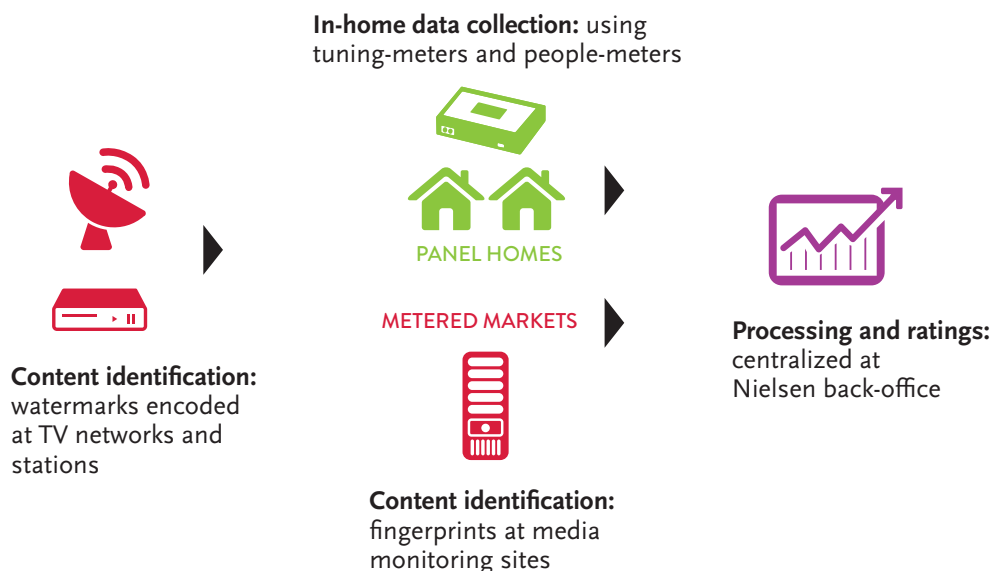 In-home data collection: using
tuning-meters and people-meters
PANEL HOMES
METERED MARKETS
Content identification:
watermarks encoded
at TV networks and
stations
Content identification:
fingerprints at media
monitoring sites
Processing and ratings:
centralized at
Nielsen back-office